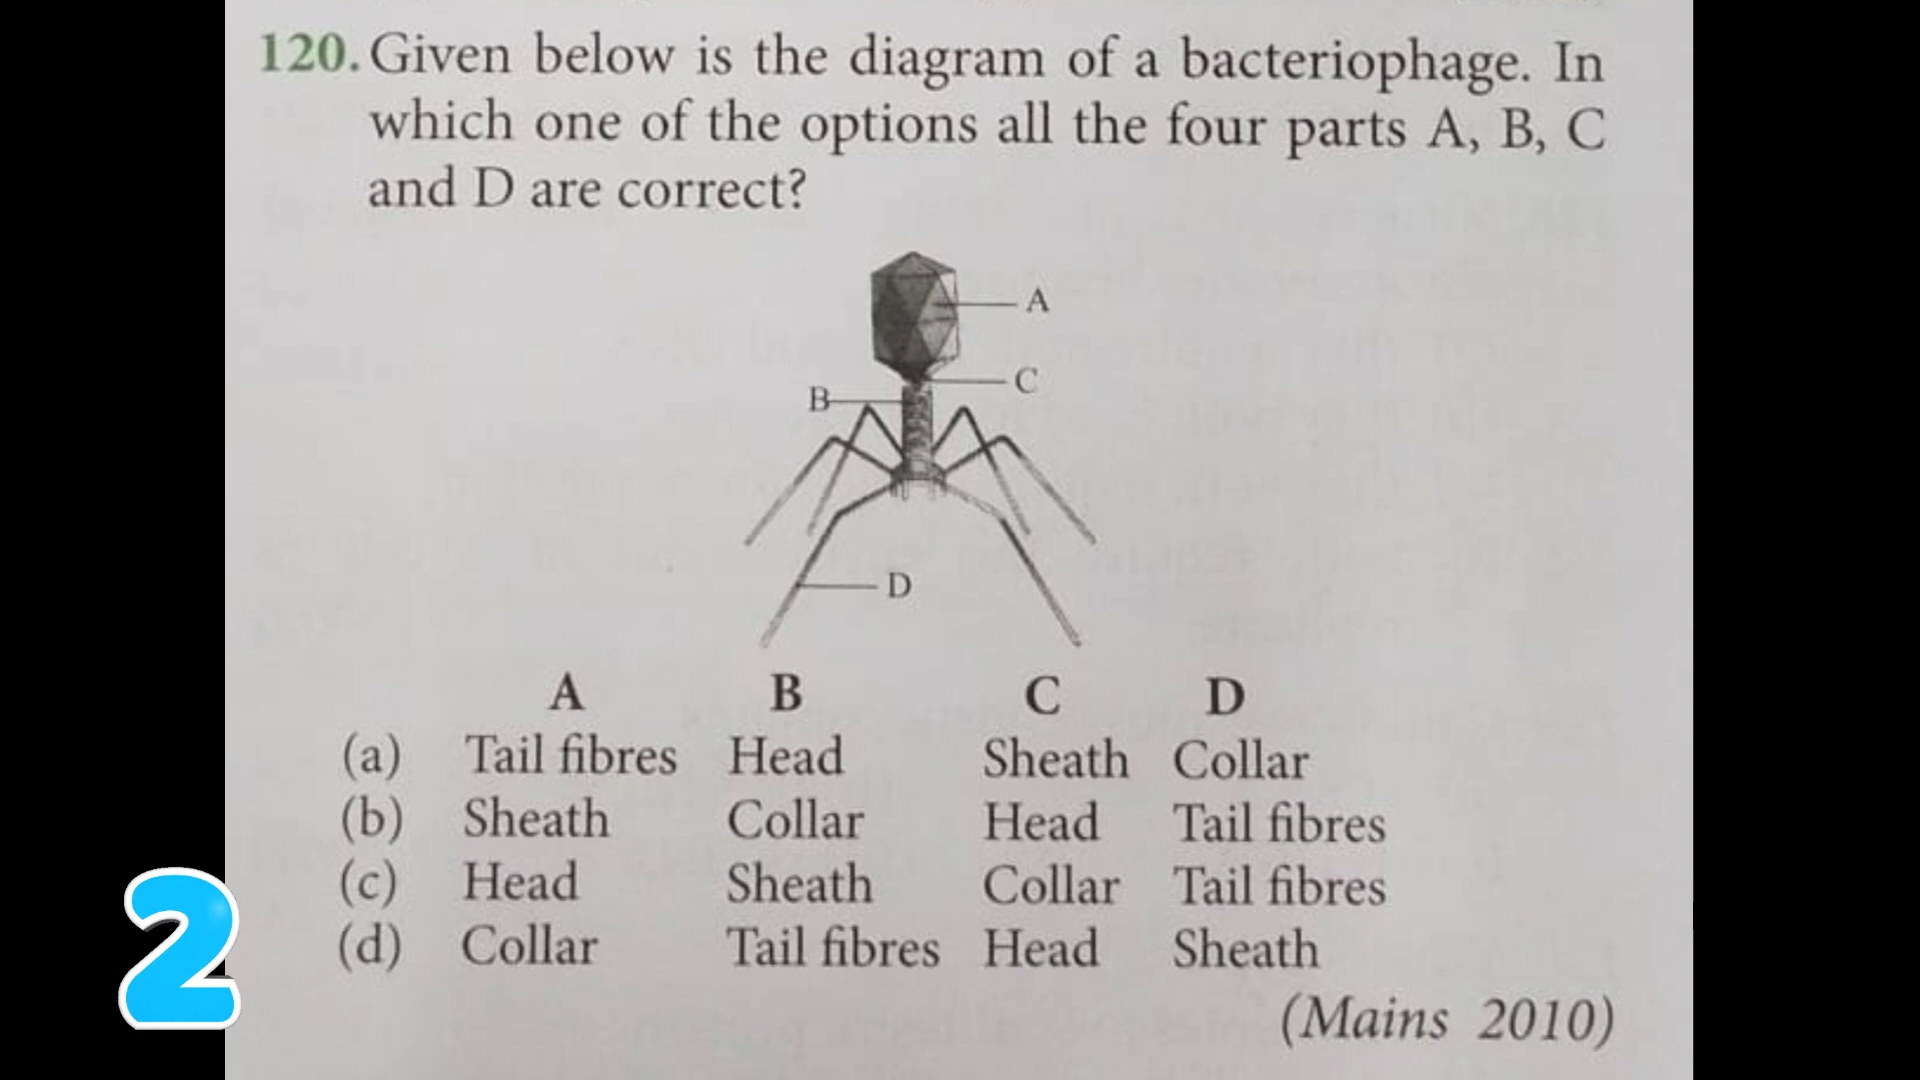 120. Given below is the diagram of a bacteriophage. In
which one of the options all the four parts A, B, C
and D are correct?
A
C
B
D
A B C D
(a) Tail fibres Head Sheath Collar
(b) Sheath Collar Head Tail fibres
(c) Head Sheath Collar Tail fibres
(d) Collar Tail fibres Head Sheath
(Mains 2010)
2